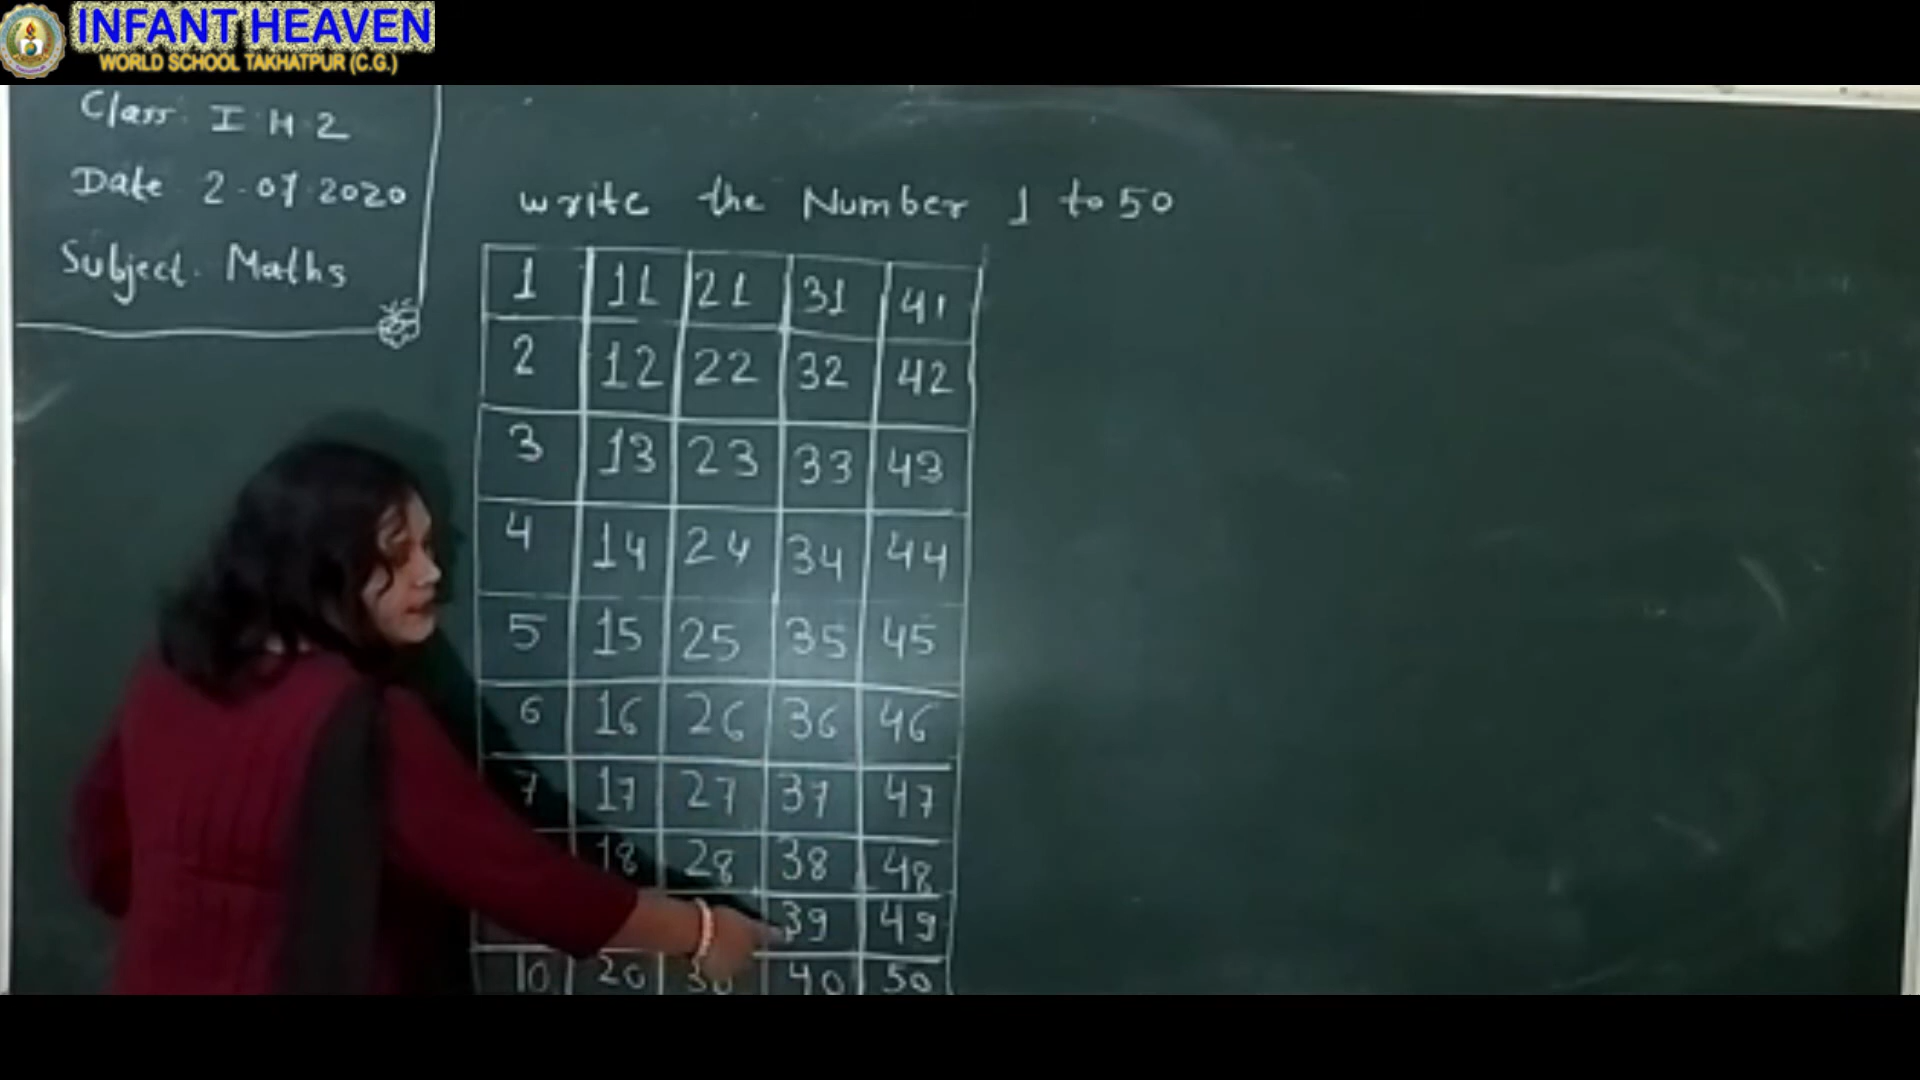 INFANT HEAVEN
WORLD SCHOOL TAKHATPUR (C.G.)
Class. I H.2
Date 2-07-2020
Subject. Maths
write the Number 1 to 50
1 11 21 31 41
2 12 22 32 42
3 13 23 33 43
4 14 24 34 44
5 15 25 35 45
6 16 26 36 46
7 17 27 37 47
18 28 38 48
39 49
10 20 30 40 50